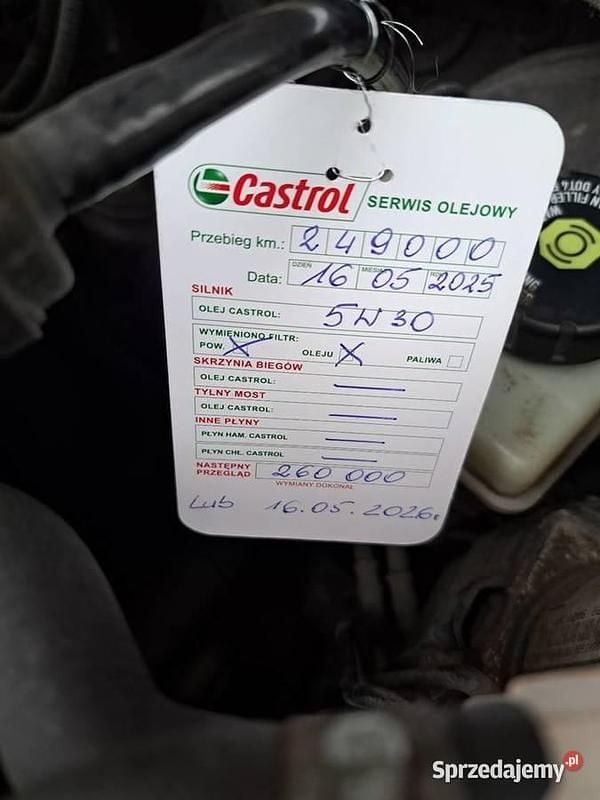 Castrol SERWIS OLEJOWY
Przebieg km.: 249000
DZIEŃ
Data: 16 05 2025
SILNIK
OLEJ CASTROL: 5W30
WYMIENIONO FILTR:
POW. X OLEJU X PALIWA
SKRZYNIA BIEGÓW
OLEJ CASTROL: —
TYLNY MOST
OLEJ CASTROL: —
INNE PŁYNY
PŁYN HAM. CASTROL —
PŁYN CHŁ. CASTROL —
NASTĘPNY PRZEGLĄD 260 000
WYMIANY DOKONAŁ
Lub 16.05.2026r
DOT4
Sprzedajemy.pl